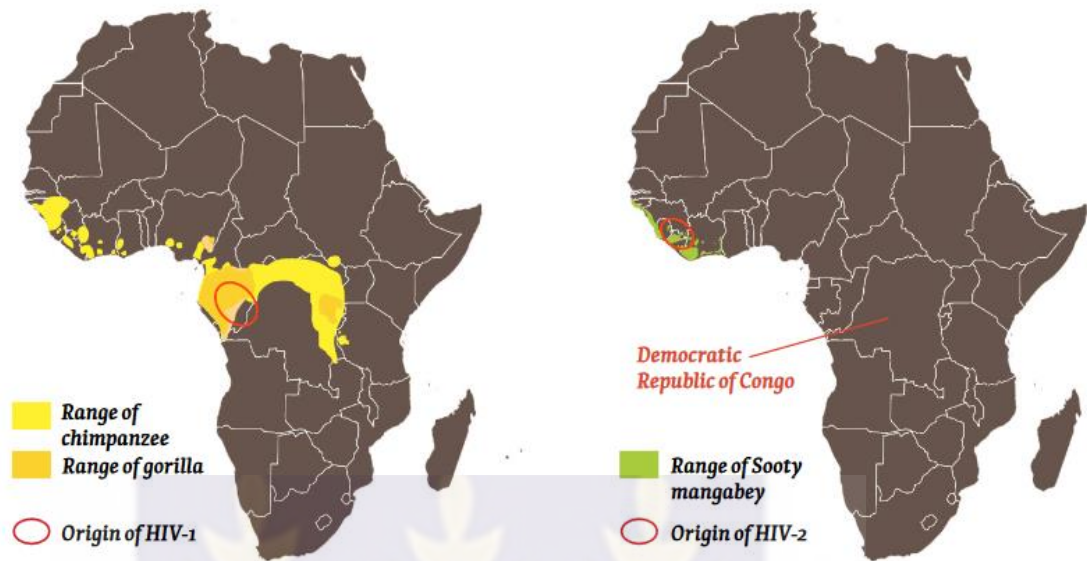 Range of
chimpanzee
Range of gorilla
Origin of HIV-1
Democratic
Republic of Congo
Range of Sooty
mangabey
Origin of HIV-2